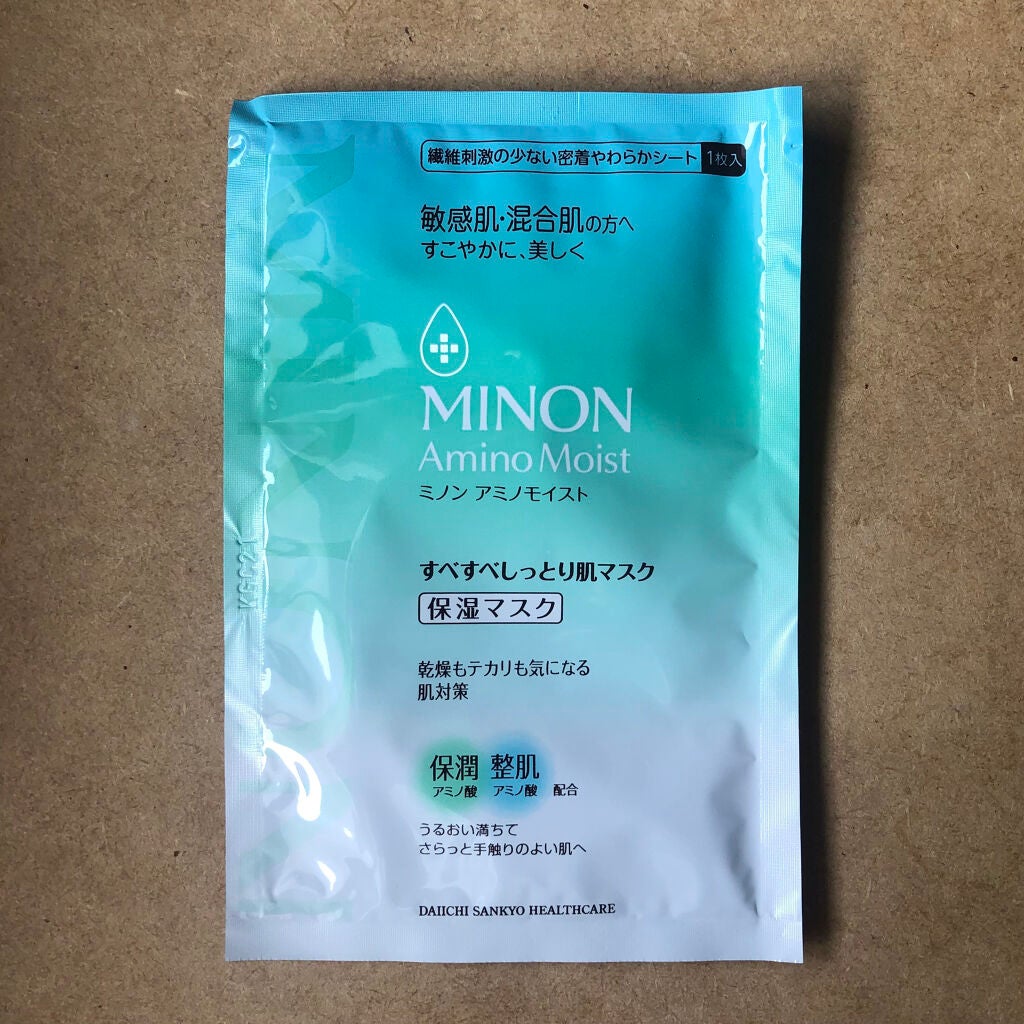 繊維刺激の少ない密着やわらかシート 1枚入
敏感肌・混合肌の方へ
すこやかに、美しく
MINON
Amino Moist
ミノン アミノモイスト
すべすべしっとり肌マスク
保湿マスク
乾燥もテカリも気になる
肌対策
保潤 整肌
アミノ酸 アミノ酸 配合
うるおい満ちて
さらっと手触りのよい肌へ
DAIICHI SANKYO HEALTHCARE